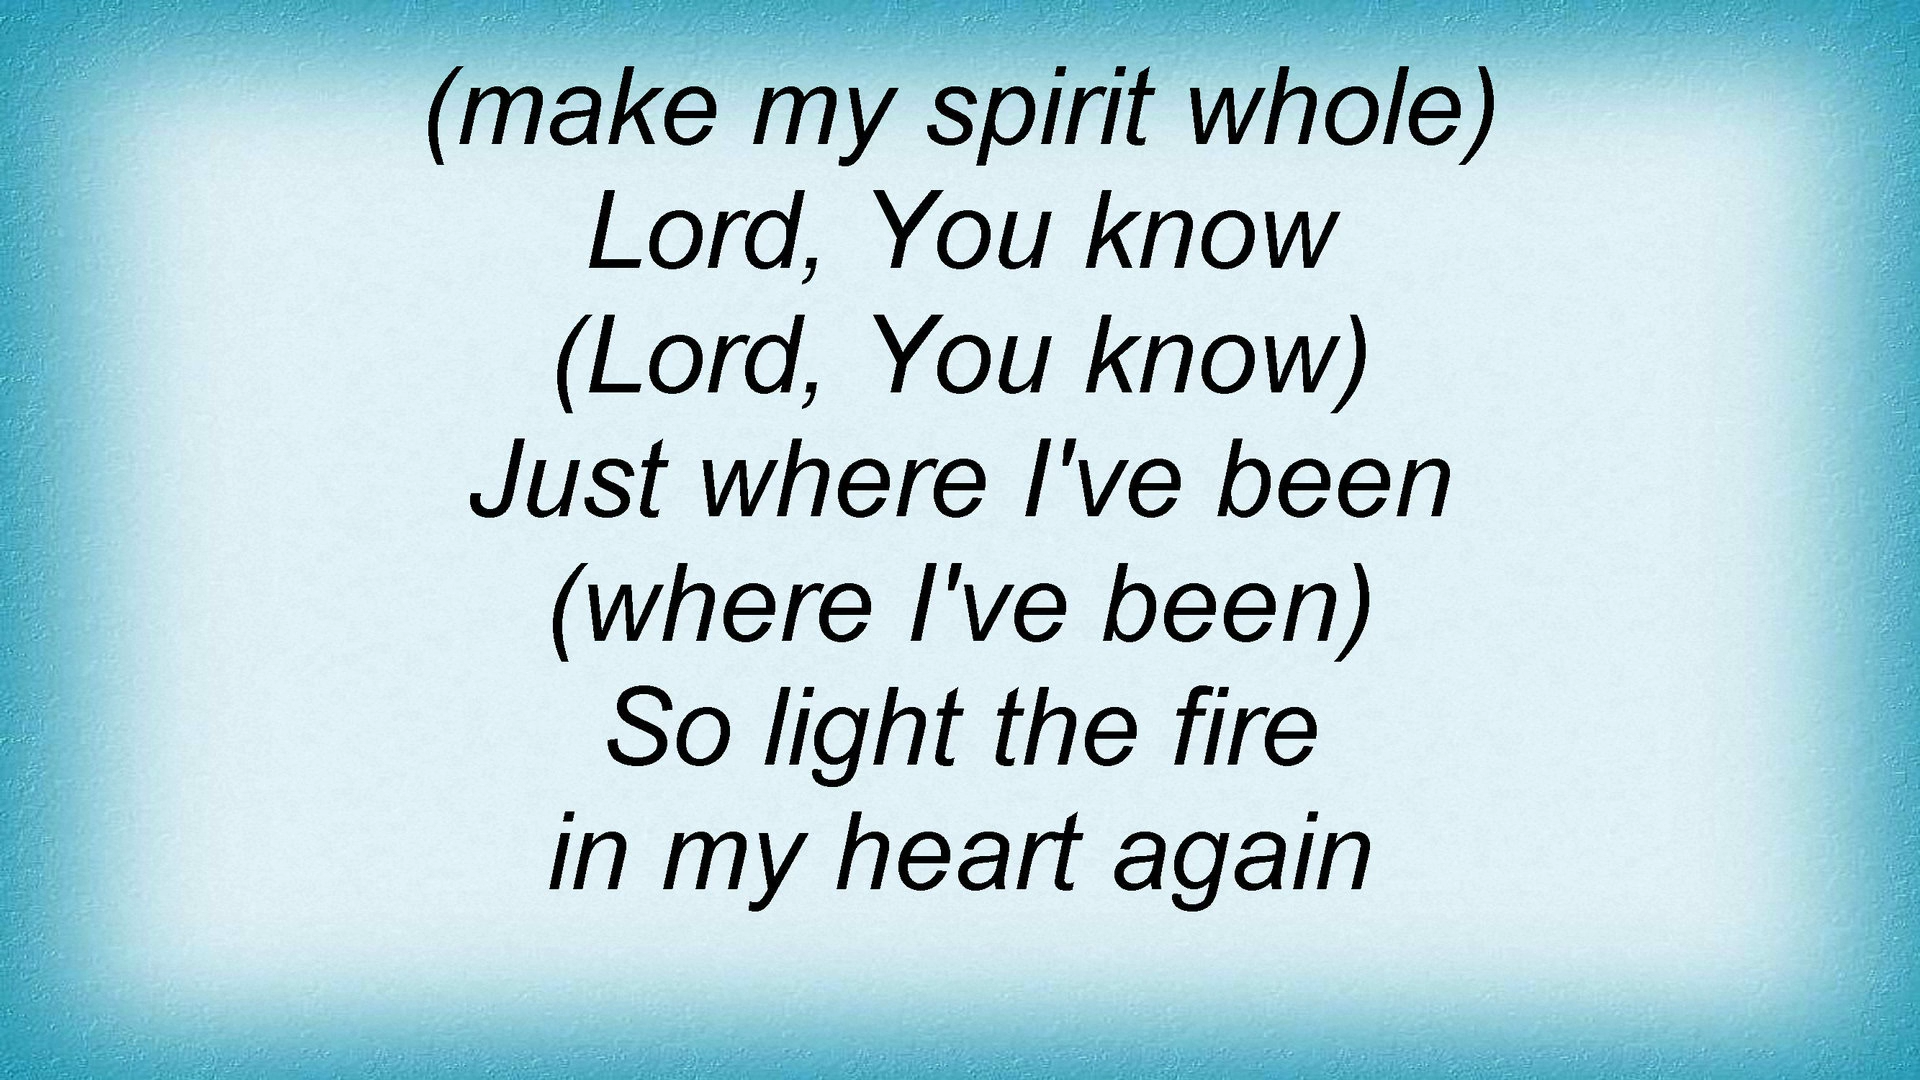 (make my spirit whole)
Lord, You know
(Lord, You know)
Just where I've been
(where I've been)
So light the fire
in my heart again